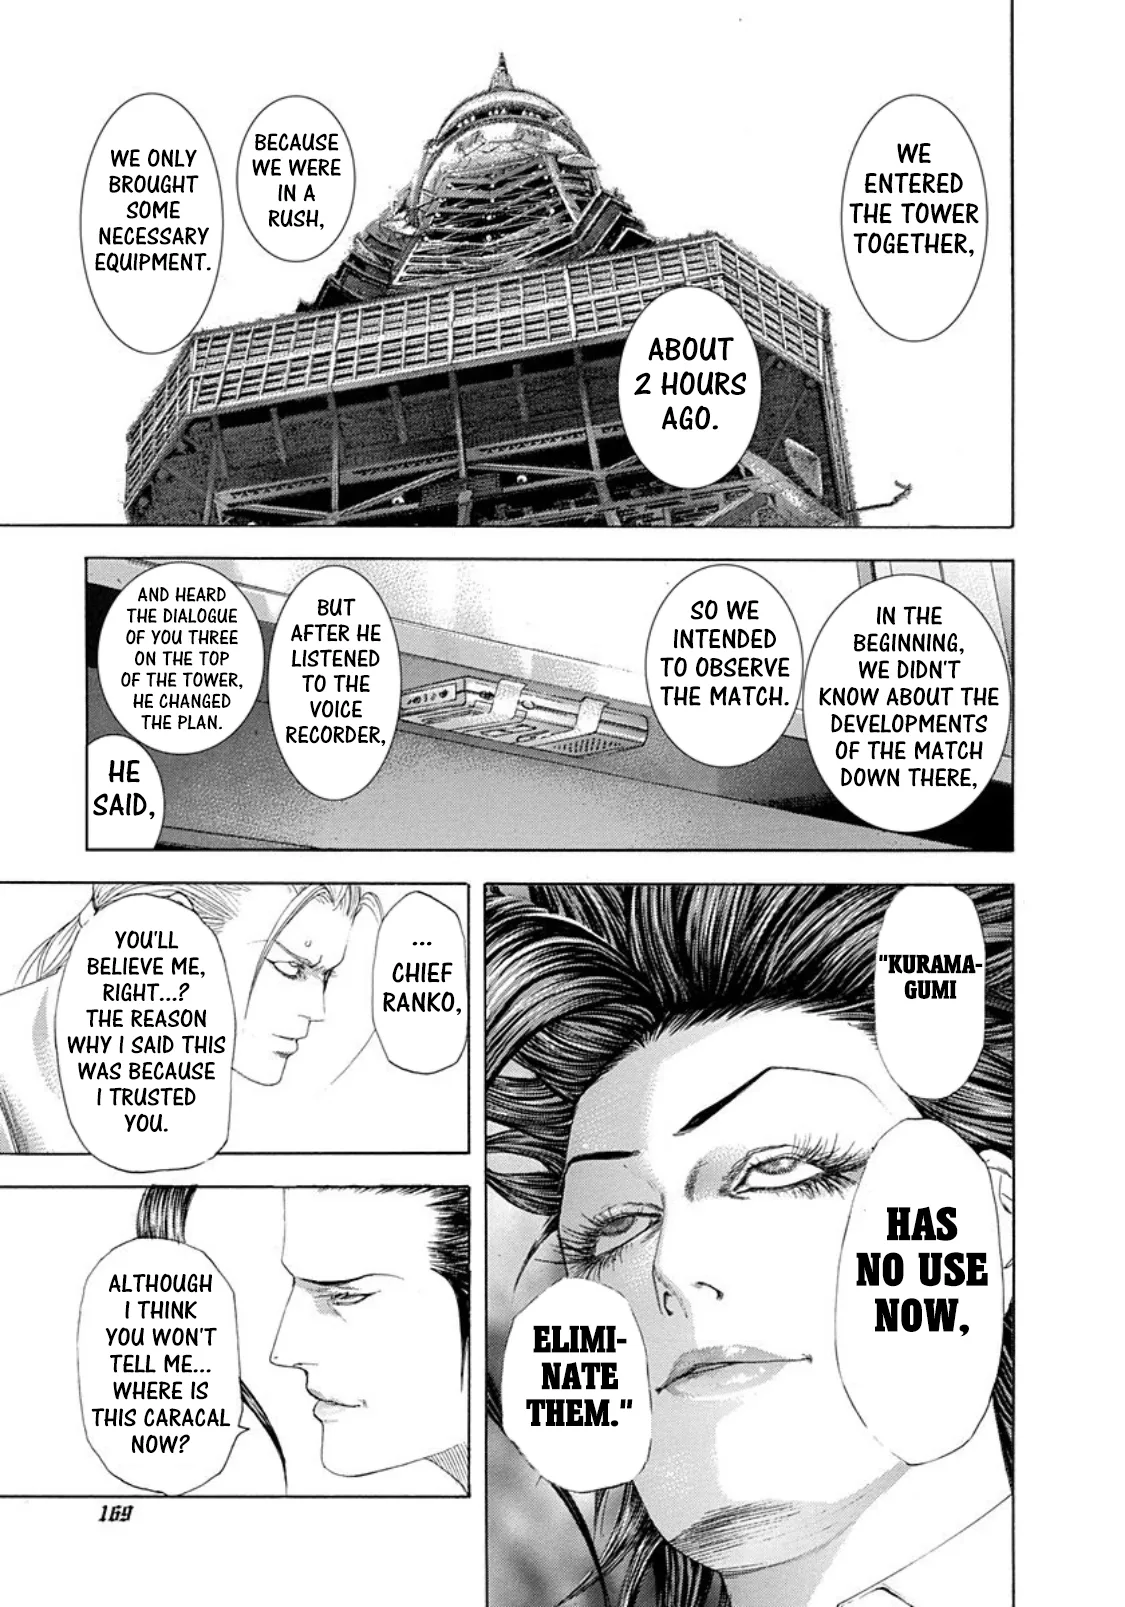 WE
ENTERED
THE TOWER
TOGETHER,
ABOUT
2 HOURS
AGO.
BECAUSE
WE WERE
IN A
RUSH,
WE ONLY
BROUGHT
SOME
NECESSARY
EQUIPMENT.
IN THE
BEGINNING,
WE DIDN'T
KNOW ABOUT THE
DEVELOPMENTS
OF THE MATCH
DOWN THERE,
SO WE
INTENDED
TO OBSERVE
THE MATCH.
BUT
AFTER HE
LISTENED
TO THE
VOICE
RECORDER,
AND HEARD
THE DIALOGUE
OF YOU THREE
ON THE TOP
OF THE TOWER,
HE CHANGED
THE PLAN.
HE
SAID,
"KURAMA-
GUMI
HAS
NO USE
NOW,
ELIMI-
NATE
THEM."
...
CHIEF
RANKO,
YOU'LL
BELIEVE ME,
RIGHT...?
THE REASON
WHY I SAID THIS
WAS BECAUSE
I TRUSTED
YOU.
ALTHOUGH
I THINK
YOU WON'T
TELL ME...
WHERE IS
THIS CARACAL
NOW?
169